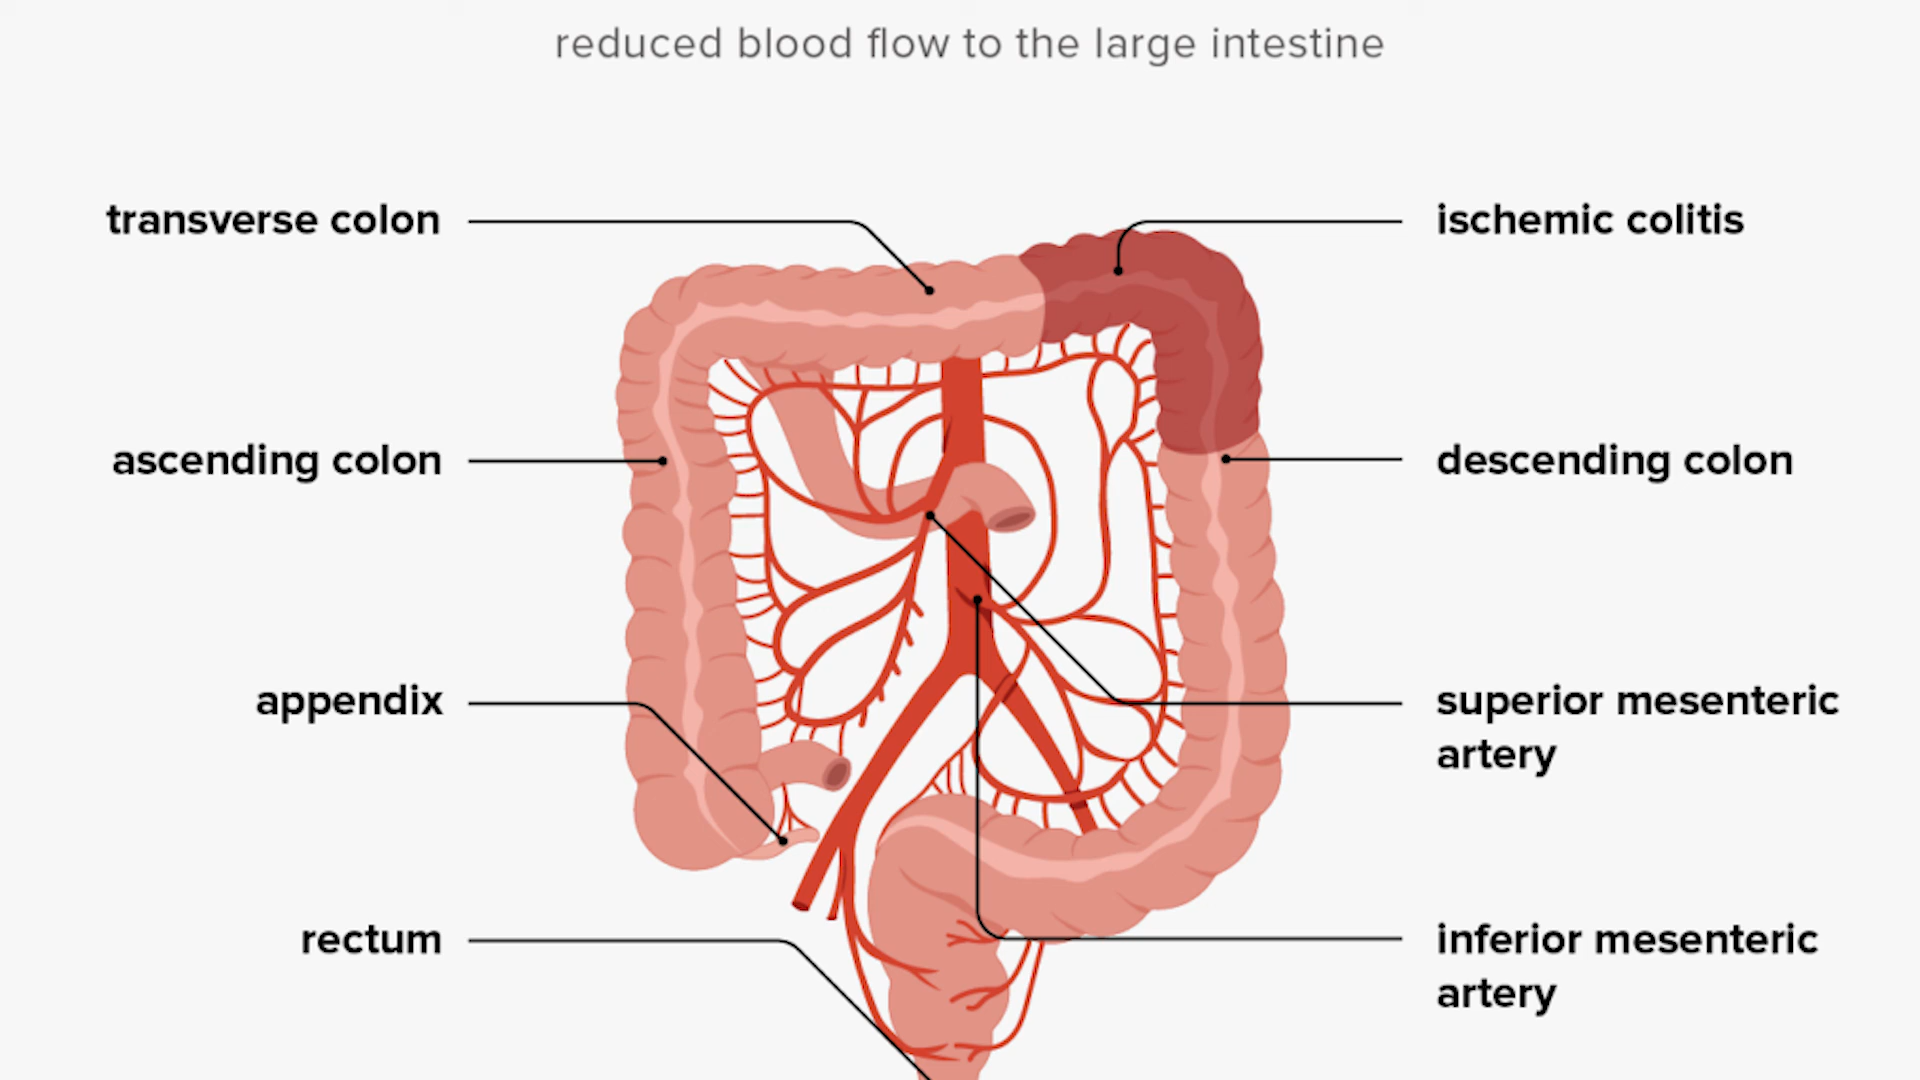 reduced blood flow to the large intestine
transverse colon
ischemic colitis
ascending colon
descending colon
appendix
superior mesenteric
artery
rectum
inferior mesenteric
artery